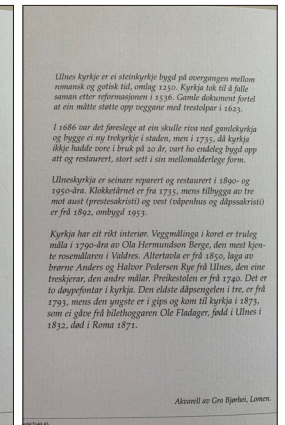 Ulnes kyrkje er ei steinkyrkje bygd på overgangen mellom
romansk og gotisk tid, omlag 1250. Kyrkja tok til å falle
saman etter reformasjonen i 1536. Gamle dokument fortel
at ein måtte støtte opp veggane med trestolpar i 1623.
I 1686 var det føreslege at ein skulle riva ned gamlekyrkja
og bygge ei ny trekyrkje i staden, men i 1735, då kyrkja
ikkje hadde vore i bruk på 20 år, vart ho endeleg bygd opp
att og restaurert, stort sett i sin mellomalderlege form.
Ulneskyrkja er seinare reparert og restaurert i 1890- og
1950-åra. Klokketårnet er fra 1735, mens tilbygga av tre
mot aust (prestesakristi) og vest (våpenhus og dåpssakristi)
er frå 1892, ombygd 1953.
Kyrkja har eit rikt interiør. Veggmålinga i koret er truleg
måla i 1790-åra av Ola Hermundson Berge, den mest kjen-
te rosemålaren i Valdres. Altertavla er frå 1850, laga av
brørne Anders og Halvor Pedersen Rye frå Ulnes, den eine
treskjerar, den andre målar. Preikestolen er frå 1740. Det er
to døypefontar i kyrkja. Den eldste dåpsengelen i tre, er frå
1793, mens den yngste er i gips og kom til kyrkja i 1873,
som ei gåve frå bilethoggaren Ole Fladager, fødd i Ulnes i
1832, død i Roma 1871.
Akvarell av Gro Bjørhei, Lomen.